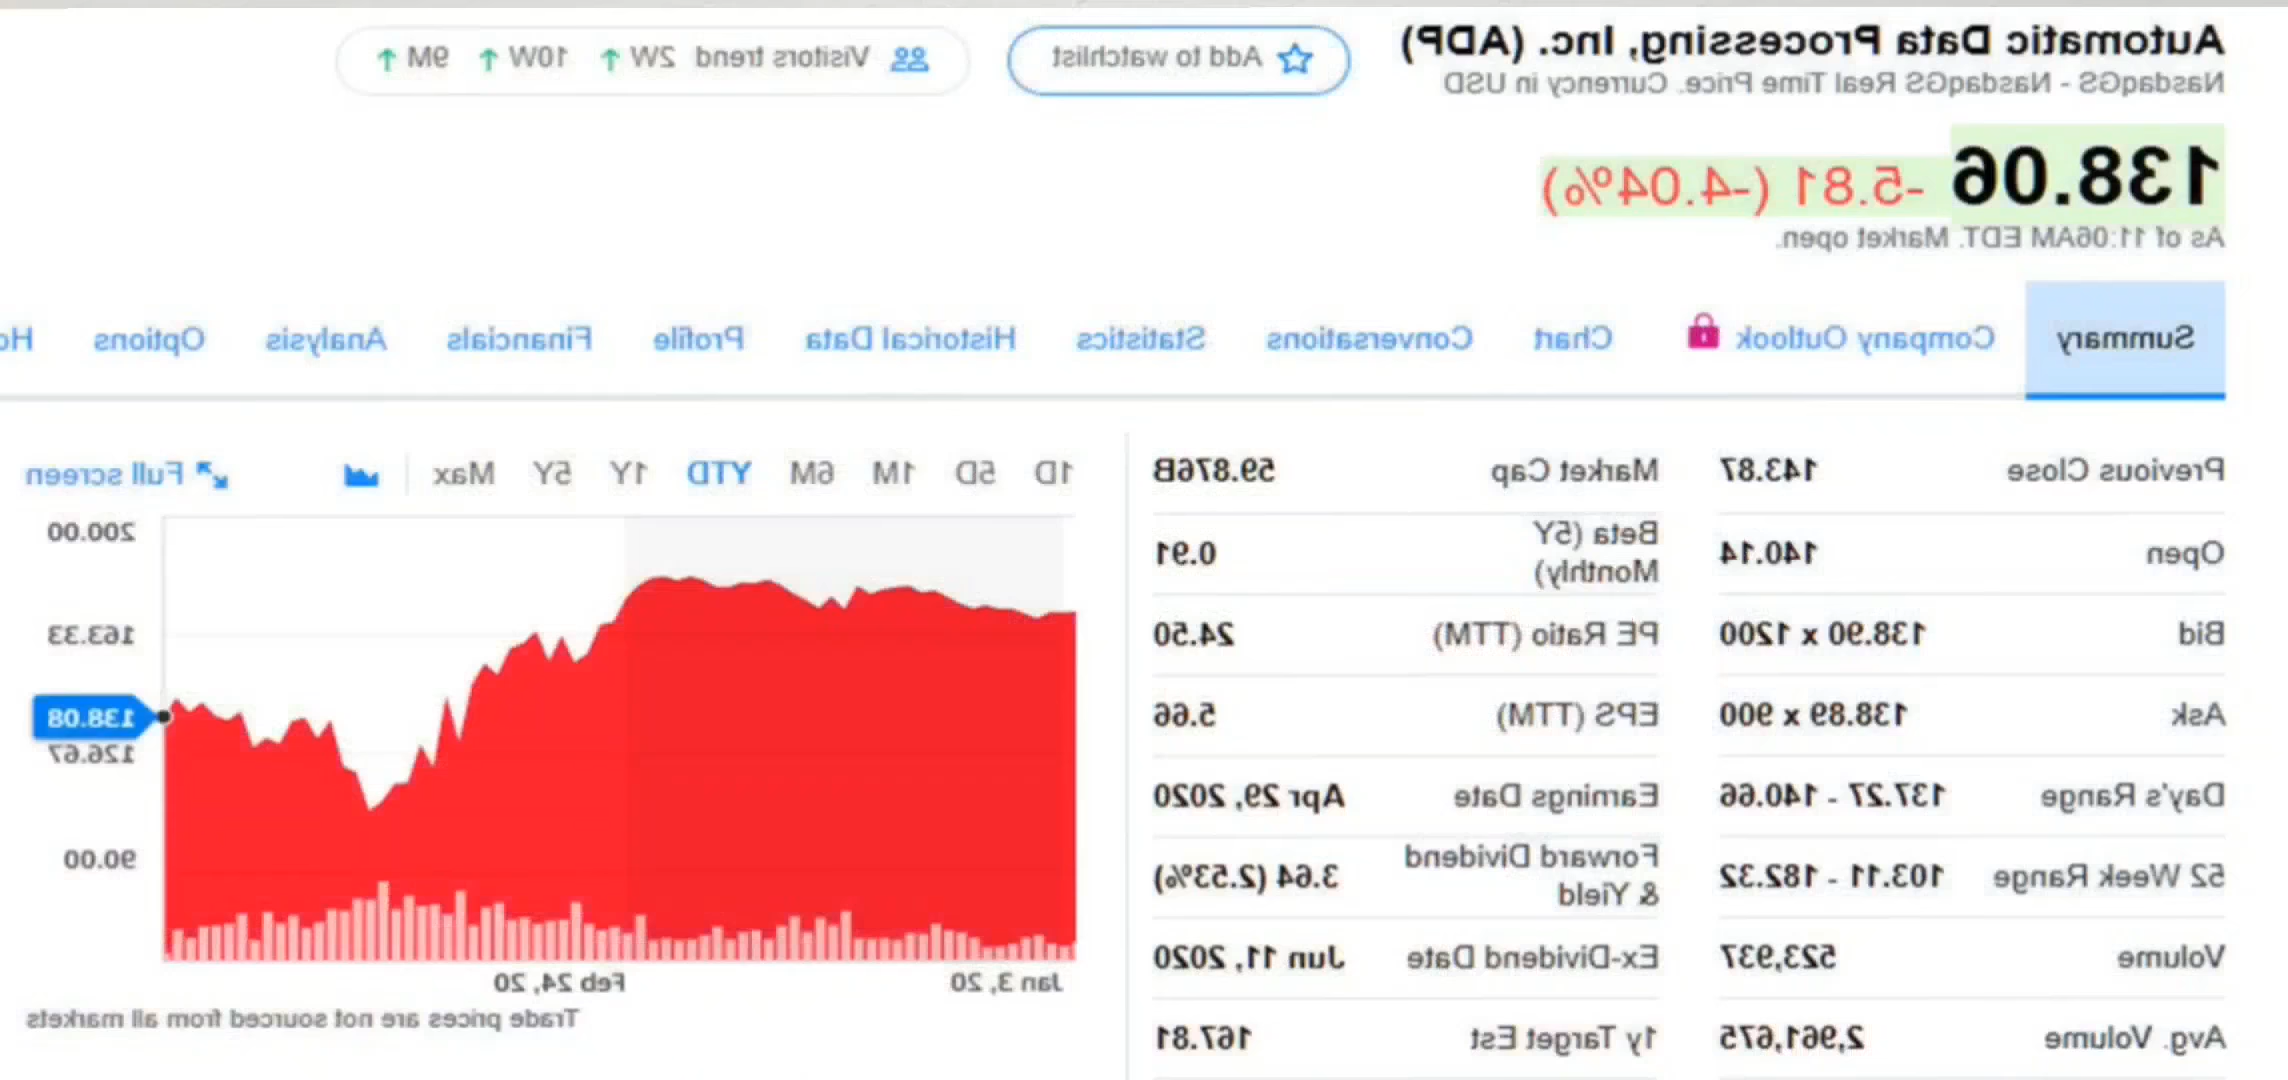 Automatic Data Processing, Inc. (ADP)
NasdaqGS - NasdaqGS Real Time Price. Currency in USD
Add to watchlist
Visitors trend 2W ↑ 10W ↑ 9M ↑
138.06 -5.81 (-4.04%)
As of 11:06AM EDT. Market open.
Summary Company Outlook Chart Conversations Statistics Historical Data Profile Financials Analysis Options Ho
Previous Close 143.87
Open 140.14
Bid 138.90 x 1200
Ask 138.89 x 900
Day's Range 137.27 - 140.66
52 Week Range 103.11 - 182.32
Volume 523,937
Avg. Volume 2,961,675
Market Cap 59.876B
Beta (5Y
Monthly) 0.91
PE Ratio (TTM) 24.50
EPS (TTM) 5.66
Earnings Date Apr 29, 2020
Forward Dividend
& Yield 3.64 (2.53%)
Ex-Dividend Date Jun 11, 2020
1y Target Est 167.81
1D 5D 1M 6M YTD 1Y 5Y Max
Full screen
200.00
163.33
138.08
126.67
90.00
Jan 3, 20 Feb 24, 20
Trade prices are not sourced from all markets